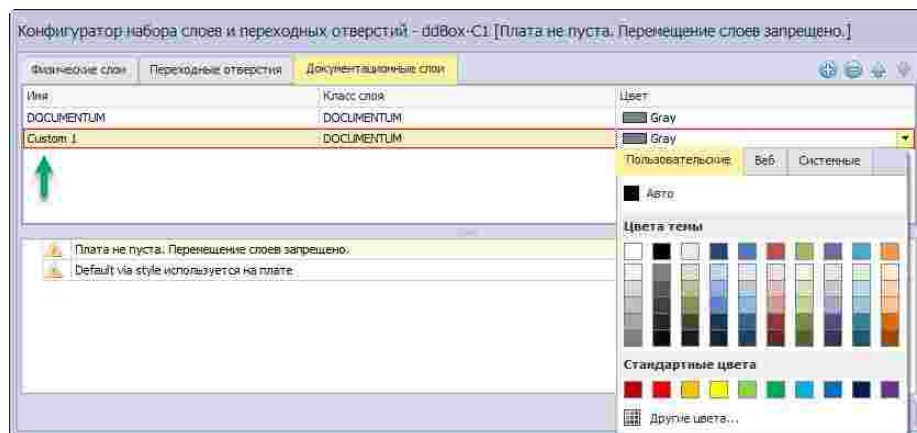 Конфигуратор набора слоев и переходных отверстий - ddBox-C1 [Плата не пуста. Перемещение слоев запрещено.]
Физические слои Переходные отверстия Документационные слои
Имя Класс слоя Цвет
DOCUMENTUM DOCUMENTUM Gray
Custom 1 DOCUMENTUM Gray
Пользовательские Веб Системные
Авто
Цвета темы
Плата не пуста. Перемещение слоев запрещено.
Default via style используется на плате
Стандартные цвета
Другие цвета...